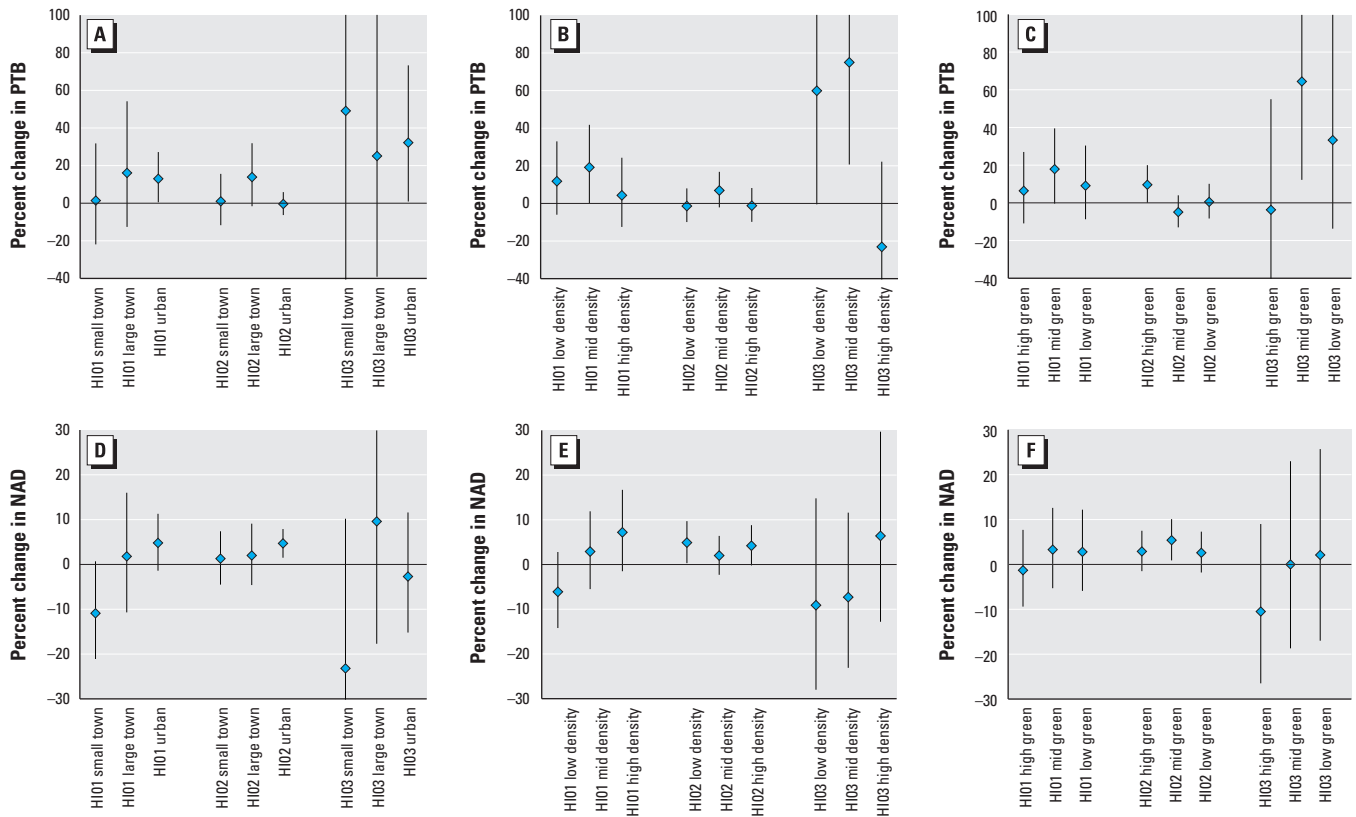 A
Percent change in PTB
100
80
60
40
20
0
–20
–40
HI01 small town
HI01 large town
HI01 urban
HI02 small town
HI02 large town
HI02 urban
HI03 small town
HI03 large town
HI03 urban
B
Percent change in PTB
100
80
60
40
20
0
–20
–40
HI01 low density
HI01 mid density
HI01 high density
HI02 low density
HI02 mid density
HI02 high density
HI03 low density
HI03 mid density
HI03 high density
C
Percent change in PTB
100
80
60
40
20
0
–20
–40
HI01 high green
HI01 mid green
HI01 low green
HI02 high green
HI02 mid green
HI02 low green
HI03 high green
HI03 mid green
HI03 low green
D
Percent change in NAD
30
20
10
0
–10
–20
–30
HI01 small town
HI01 large town
HI01 urban
HI02 small town
HI02 large town
HI02 urban
HI03 small town
HI03 large town
HI03 urban
E
Percent change in NAD
30
20
10
0
–10
–20
–30
HI01 low density
HI01 mid density
HI01 high density
HI02 low density
HI02 mid density
HI02 high density
HI03 low density
HI03 mid density
HI03 high density
F
Percent change in NAD
30
20
10
0
–10
–20
–30
HI01 high green
HI01 mid green
HI01 low green
HI02 high green
HI02 mid green
HI02 low green
HI03 high green
HI03 mid green
HI03 low green